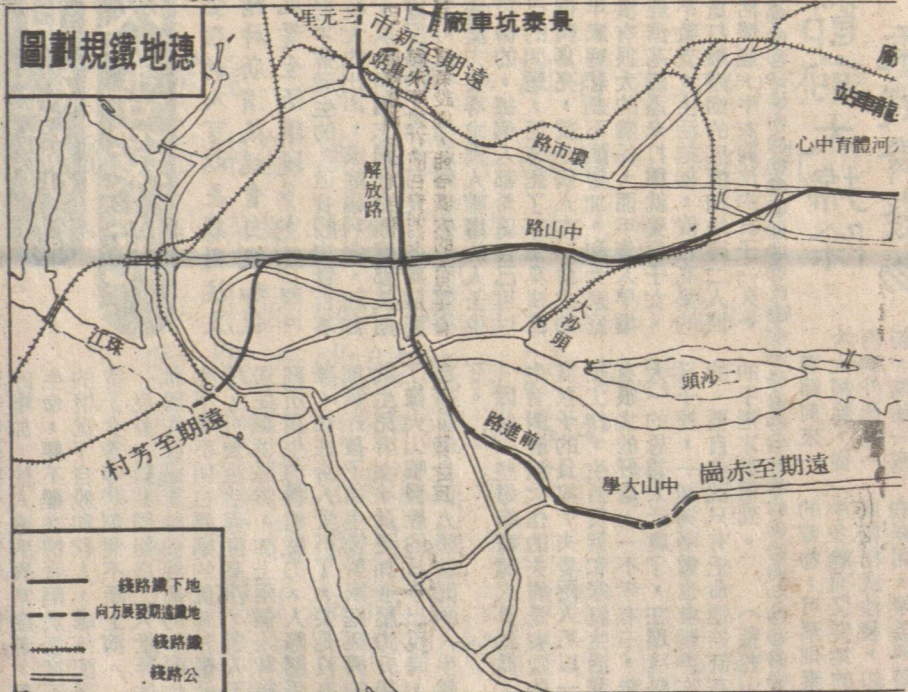 穗地鐵規劃圖
三元里
景泰坑車廠
遠期至新市
火車站
環市路
龍車站
河體育中心
解放路
中山路
大沙頭
二沙頭
珠江
遠期至芳村
前進路
中山大學
遠期至赤崗
地下鐵路綫
地鐵遠期發展方向
鐵路綫
公路綫